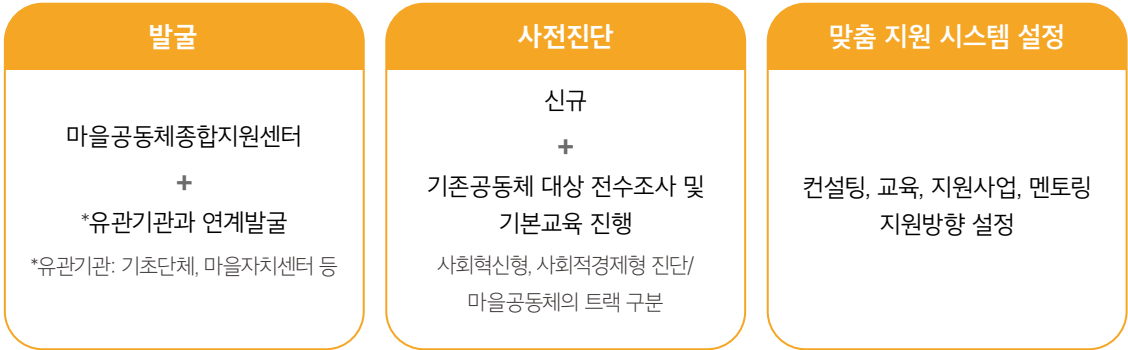 발굴
마을공동체종합지원센터
+
*유관기관과 연계발굴
*유관기관: 기초단체, 마을자치센터 등
사전진단
신규
+
기존공동체 대상 전수조사 및
기본교육 진행
사회혁신형, 사회적경제형 진단/
마을공동체의 트랙 구분
맞춤 지원 시스템 설정
컨설팅, 교육, 지원사업, 멘토링
지원방향 설정